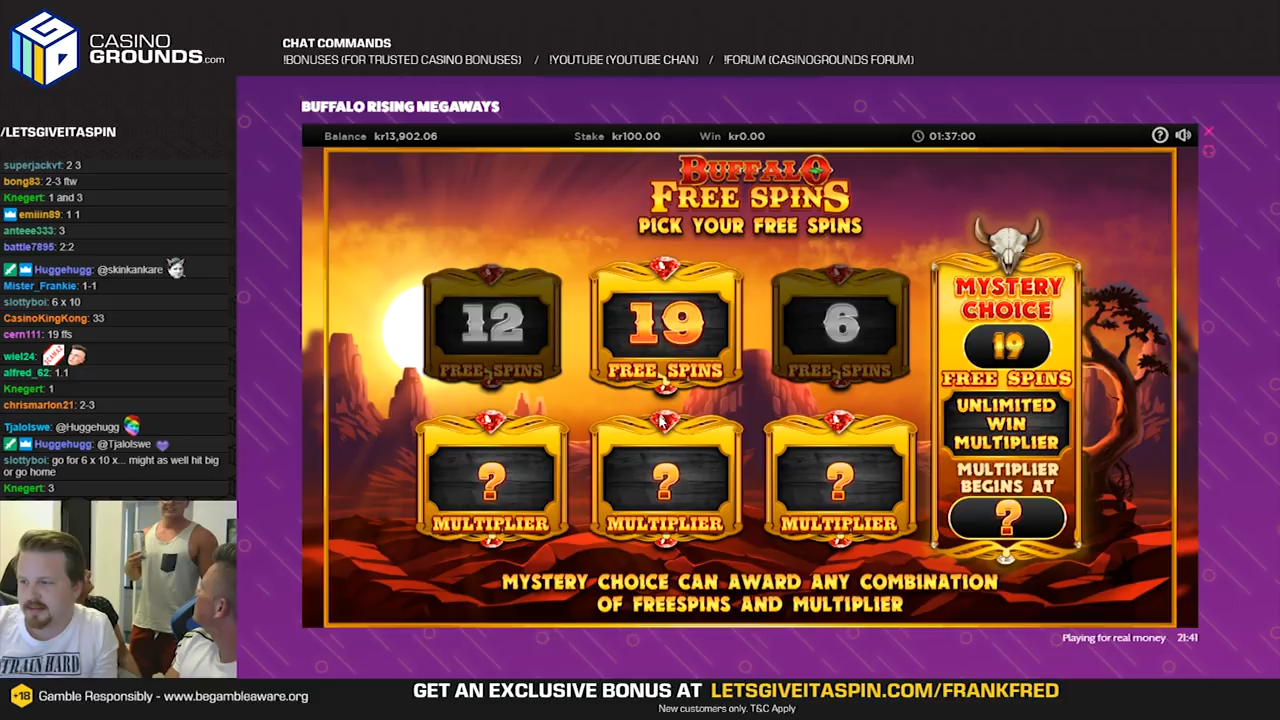 CASINO
GROUNDS.com
CHAT COMMANDS
!BONUSES (FOR TRUSTED CASINO BONUSES) / !YOUTUBE (YOUTUBE CHAN) / !FORUM (CASINOGROUNDS FORUM)
/LETSGIVEITASPIN
superjackvf: 2 3
bong83: 2-3 ftw
Knegert: 1 and 3
emiiin89: 1 1
anteee333: 3
battle7895: 2:2
Huggehugg: @skinkankare
Mister_Frankie: 1-1
slottyboi: 6 x 10
CasinoKingKong: 33
cern111: 19 ffs
wiel24:
alfred_62: 1.1
Knegert: 1
chrismarlon21: 2-3
Tjalolswe: @Huggehugg
Huggehugg: @Tjalolswe
slottyboi: go for 6 x 10 x... might as well hit big
or go home
Knegert: 3
BUFFALO RISING MEGAWAYS
Balance kr13,902.06 Stake kr100.00 Win kr0.00 01:37:00
BUFFALO
FREE SPINS
PICK YOUR FREE SPINS
12
FREE SPINS
19
FREE SPINS
6
FREE SPINS
?
MULTIPLIER
?
MULTIPLIER
?
MULTIPLIER
MYSTERY
CHOICE
19
FREE SPINS
UNLIMITED
WIN
MULTIPLIER
MULTIPLIER
BEGINS AT
?
MYSTERY CHOICE CAN AWARD ANY COMBINATION
OF FREESPINS AND MULTIPLIER
Playing for real money 21:41
TRAIN HARD
+18 Gamble Responsibly - www.begambleaware.org
GET AN EXCLUSIVE BONUS AT LETSGIVEITASPIN.COM/FRANKFRED
New customers only. T&C Apply